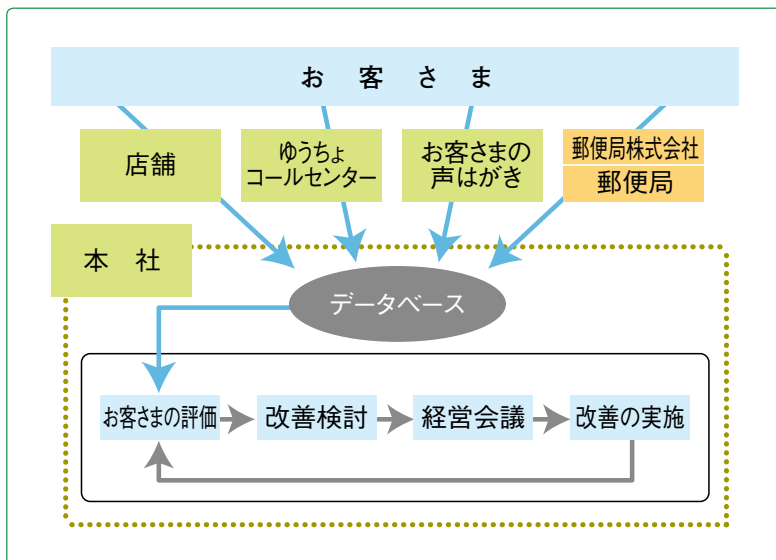 お客さま
店舗
ゆうちょ
コールセンター
お客さまの
声はがき
郵便局株式会社
郵便局
本 社
データベース
お客さまの評価
改善検討
経営会議
改善の実施